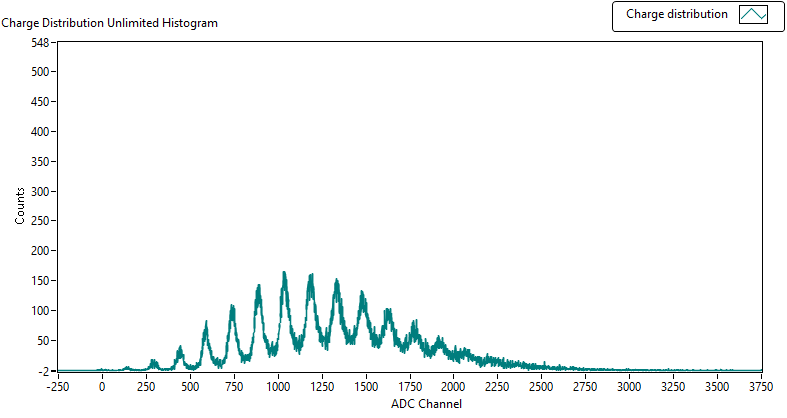 Charge distribution
Charge Distribution Unlimited Histogram
548
500
450
400
350
300
250
200
150
100
50
-2
Counts
-250 0 250 500 750 1000 1250 1500 1750 2000 2250 2500 2750 3000 3250 3500 3750
ADC Channel